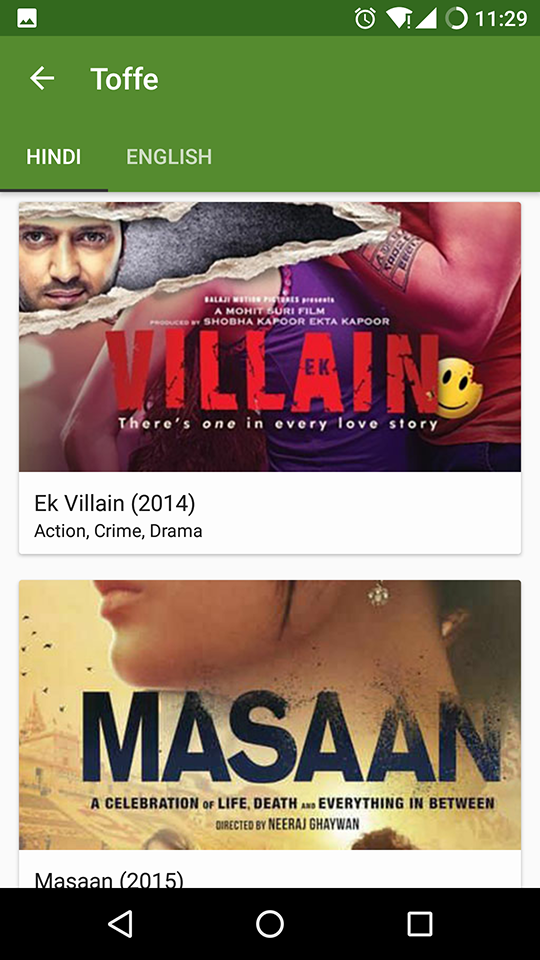 11:29
Toffe
HINDI ENGLISH
BALAJI MOTION PICTURES presents
A MOHIT SURI FILM
PRODUCED BY SHOBHA KAPOOR EKTA KAPOOR
EK
VILLAIN
There's one in every love story
Ek Villain (2014)
Action, Crime, Drama
MASAAN
A CELEBRATION OF LIFE, DEATH AND EVERYTHING IN BETWEEN
DIRECTED BY NEERAJ GHAYWAN
Masaan (2015)